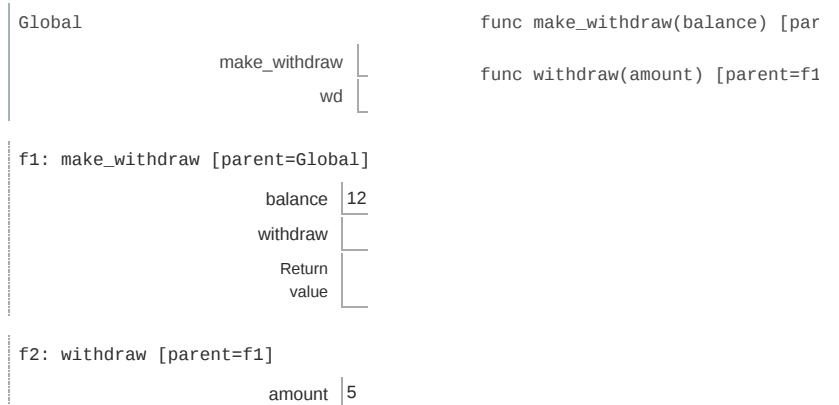 Global
func make_withdraw(balance) [par
make_withdraw
func withdraw(amount) [parent=f1
wd
f1: make_withdraw [parent=Global]
balance 12
withdraw
Return
value
f2: withdraw [parent=f1]
amount 5